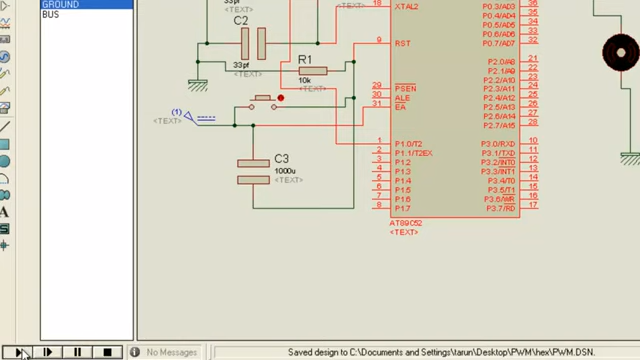 GROUND
BUS
33pf
<TEXT>
C2
33pf
<TEXT>
R1
10k
<TEXT>
(1)
<TEXT>
C3
1000u
<TEXT>
18 XTAL2
9 RST
29 PSEN
30 ALE
31 EA
1 P1.0/T2
2 P1.1/T2EX
3 P1.2
4 P1.3
5 P1.4
6 P1.5
7 P1.6
8 P1.7
P0.3/AD3 36
P0.4/AD4 35
P0.5/AD5 34
P0.6/AD6 33
P0.7/AD7 32
P2.0/A8 21
P2.1/A9 22
P2.2/A10 23
P2.3/A11 24
P2.4/A12 25
P2.5/A13 26
P2.6/A14 27
P2.7/A15 28
P3.0/RXD 10
P3.1/TXD 11
P3.2/INT0 12
P3.3/INT1 13
P3.4/T0 14
P3.5/T1 15
P3.6/WR 16
P3.7/RD 17
AT89C52
<TEXT>
A
S
No Messages
Saved design to C:\Documents and Settings\tarun\Desktop\PWM\hex\PWM.DSN.